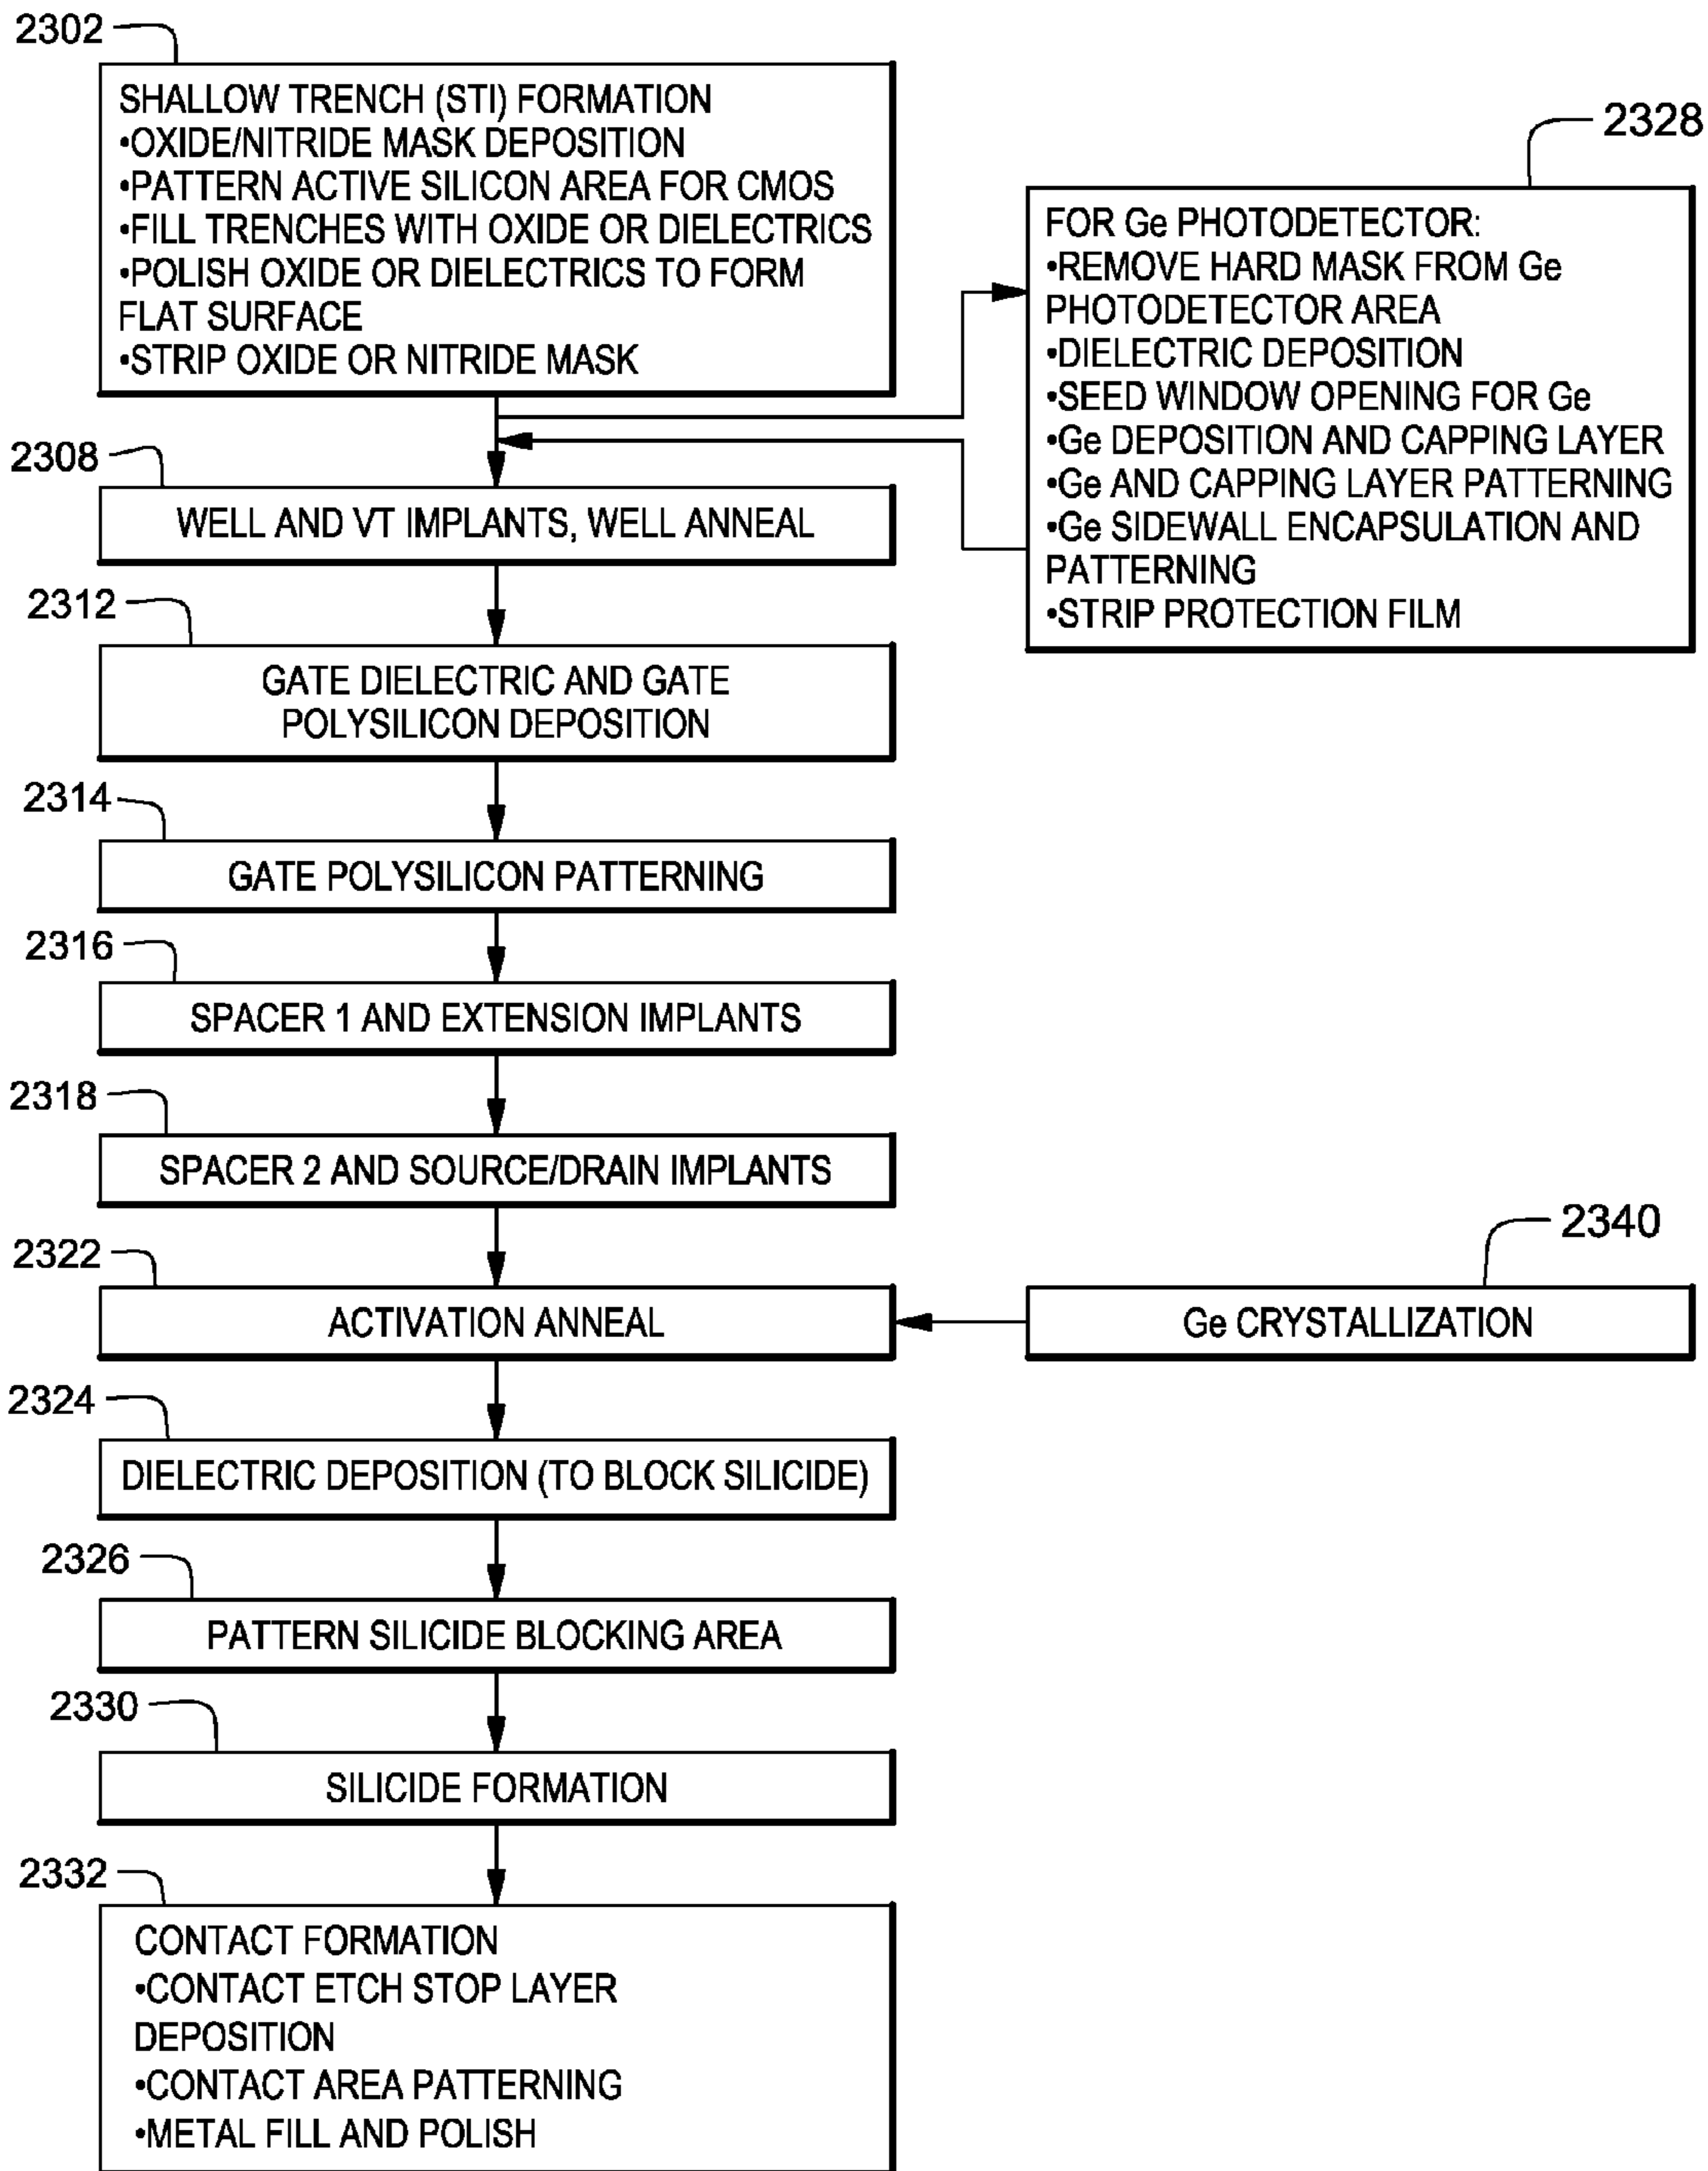 2302
SHALLOW TRENCH (STI) FORMATION
•OXIDE/NITRIDE MASK DEPOSITION
•PATTERN ACTIVE SILICON AREA FOR CMOS
•FILL TRENCHES WITH OXIDE OR DIELECTRICS
•POLISH OXIDE OR DIELECTRICS TO FORM
FLAT SURFACE
•STRIP OXIDE OR NITRIDE MASK
2328
FOR Ge PHOTODETECTOR:
•REMOVE HARD MASK FROM Ge
PHOTODETECTOR AREA
•DIELECTRIC DEPOSITION
•SEED WINDOW OPENING FOR Ge
•Ge DEPOSITION AND CAPPING LAYER
•Ge AND CAPPING LAYER PATTERNING
•Ge SIDEWALL ENCAPSULATION AND
PATTERNING
•STRIP PROTECTION FILM
2308
WELL AND VT IMPLANTS, WELL ANNEAL
2312
GATE DIELECTRIC AND GATE
POLYSILICON DEPOSITION
2314
GATE POLYSILICON PATTERNING
2316
SPACER 1 AND EXTENSION IMPLANTS
2318
SPACER 2 AND SOURCE/DRAIN IMPLANTS
2322
ACTIVATION ANNEAL
2340
Ge CRYSTALLIZATION
2324
DIELECTRIC DEPOSITION (TO BLOCK SILICIDE)
2326
PATTERN SILICIDE BLOCKING AREA
2330
SILICIDE FORMATION
2332
CONTACT FORMATION
•CONTACT ETCH STOP LAYER
DEPOSITION
•CONTACT AREA PATTERNING
•METAL FILL AND POLISH